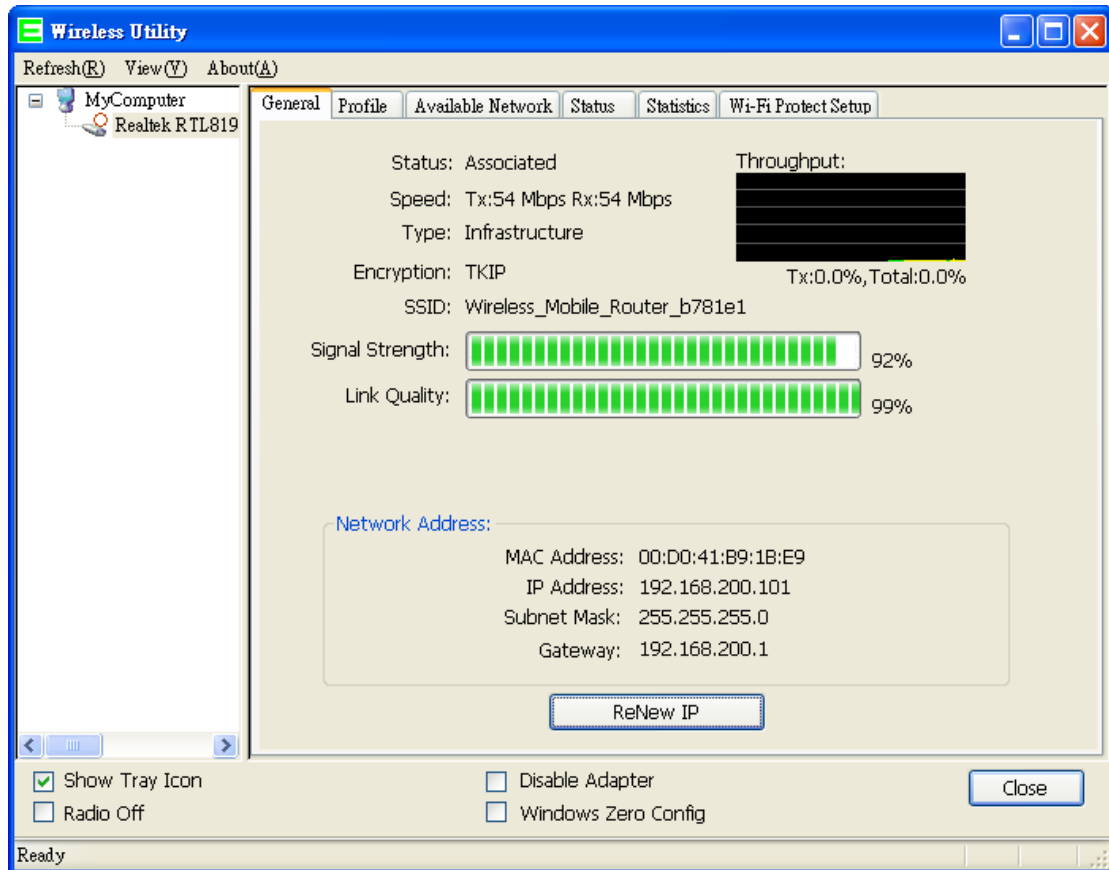 Wireless Utility
Refresh(R) View(V) About(A)
MyComputer
Realtek RTL819
General Profile Available Network Status Statistics Wi-Fi Protect Setup
Status: Associated
Speed: Tx:54 Mbps Rx:54 Mbps
Type: Infrastructure
Encryption: TKIP
SSID: Wireless_Mobile_Router_b781e1
Signal Strength: 92%
Link Quality: 99%
Throughput:
Tx:0.0%,Total:0.0%
Network Address:
MAC Address: 00:D0:41:B9:1B:E9
IP Address: 192.168.200.101
Subnet Mask: 255.255.255.0
Gateway: 192.168.200.1
ReNew IP
Show Tray Icon
Radio Off
Disable Adapter
Windows Zero Config
Close
Ready